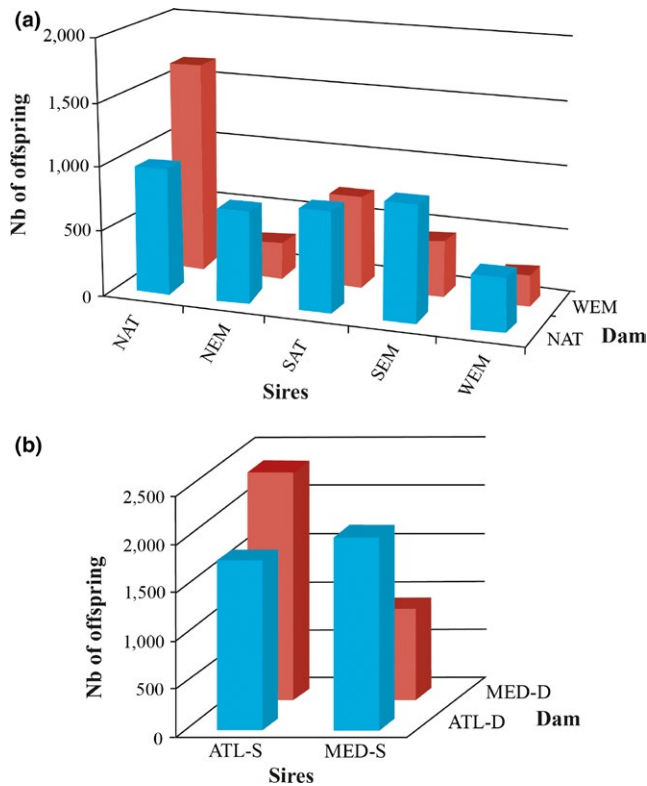 (a)
2,000
1,500
1,000
500
0
Nb of offspring
NAT
NEM
SAT
SEM
WEM
Sires
WEM
NAT
Dam
(b)
2,500
2,000
1,500
1,000
500
0
Nb of offspring
ATL-S
MED-S
Sires
MED-D
ATL-D
Dam